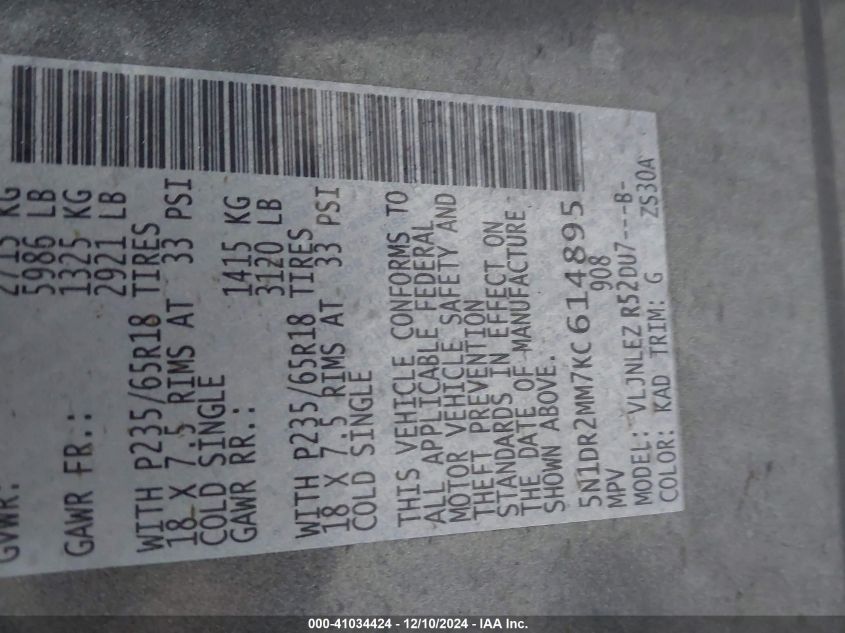 GVWR: 2715 KG
5986 LB
GAWR FR.: 1325 KG
2921 LB
WITH P235/65R18 TIRES
18 X 7.5 RIMS AT 33 PSI
COLD SINGLE
GAWR RR.: 1415 KG
3120 LB
WITH P235/65R18 TIRES
18 X 7.5 RIMS AT 33 PSI
COLD SINGLE
THIS VEHICLE CONFORMS TO
ALL APPLICABLE FEDERAL
MOTOR VEHICLE SAFETY AND
THEFT PREVENTION
STANDARDS IN EFFECT ON
THE DATE OF MANUFACTURE
SHOWN ABOVE.
5N1DR2MM7KC614895
MPV 908
MODEL: VLJNLEZ R52DU7---B-
COLOR: KAD TRIM: G ZS30A
000-41034424 - 12/10/2024 - IAA Inc.